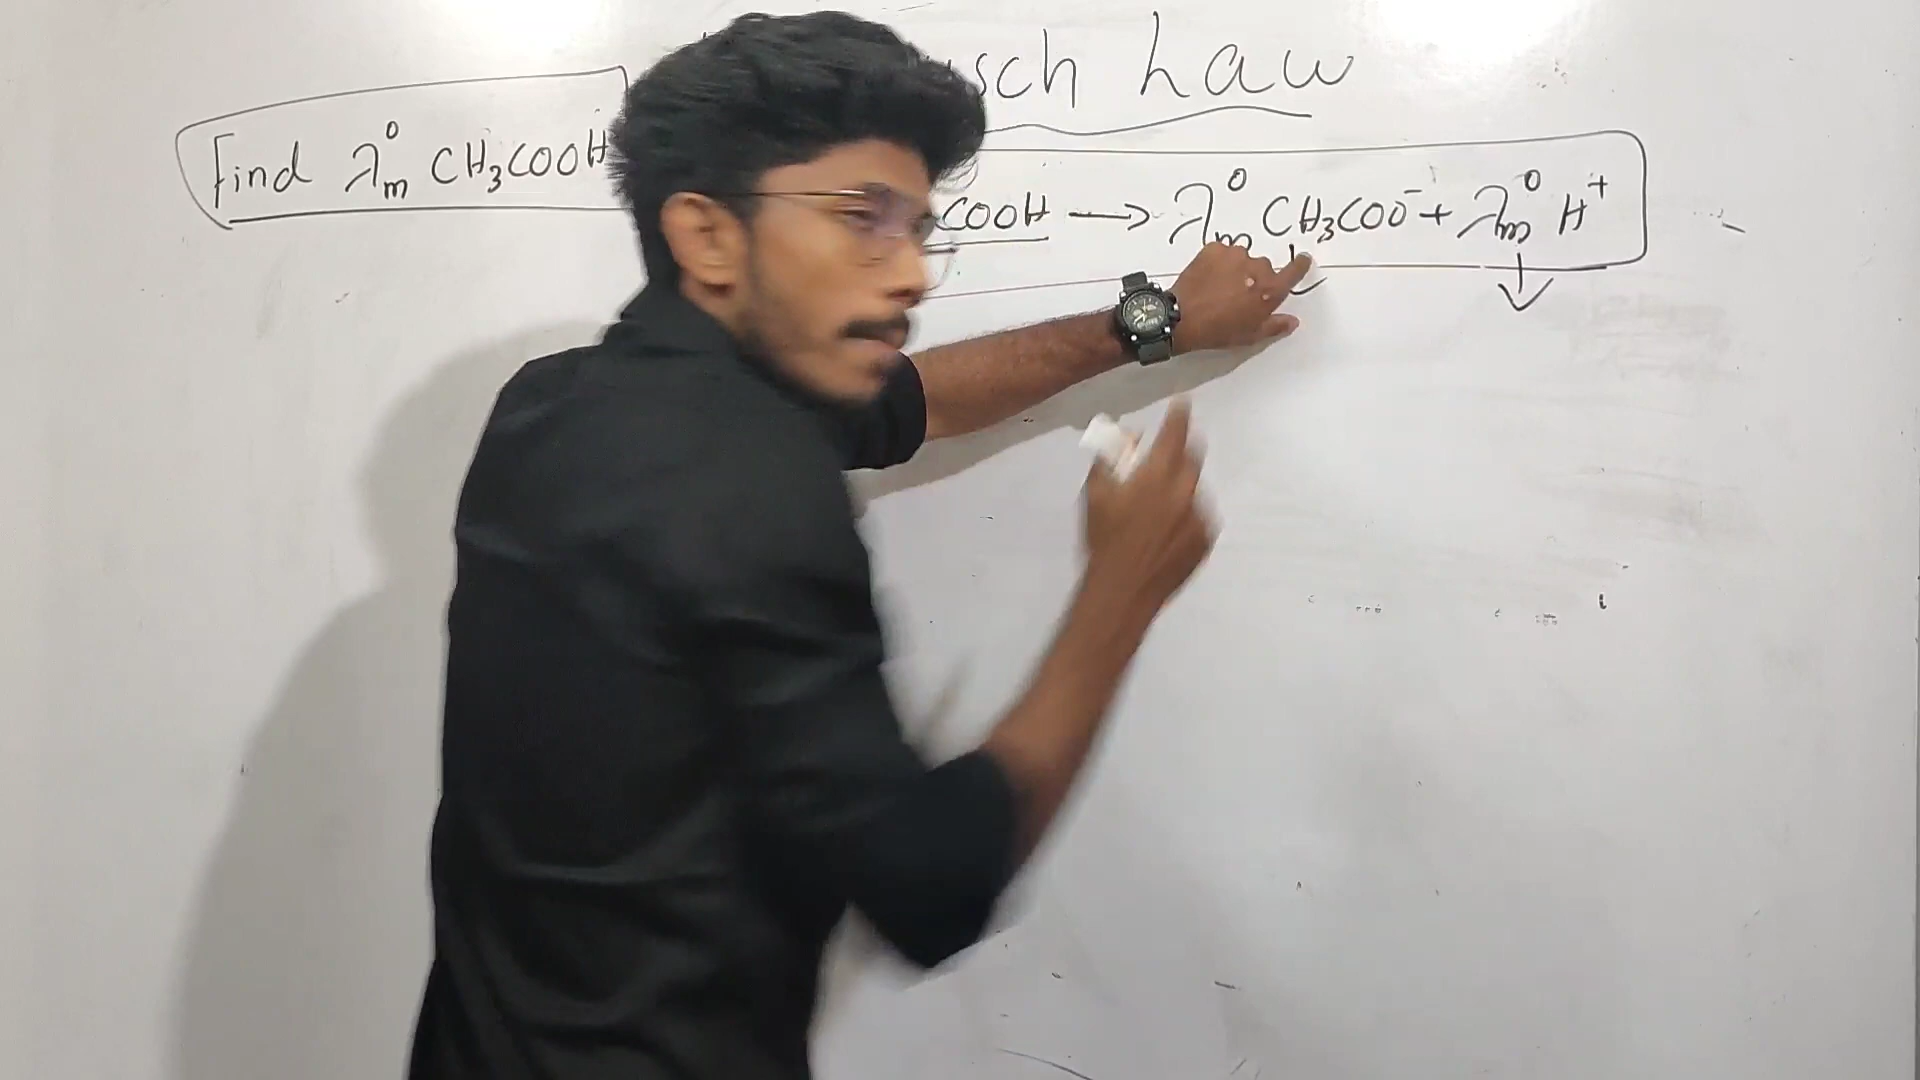 sch Law
Find λ°m CH₃COOH
COOH → λ°m CH₃COO⁻ + λ°m H⁺